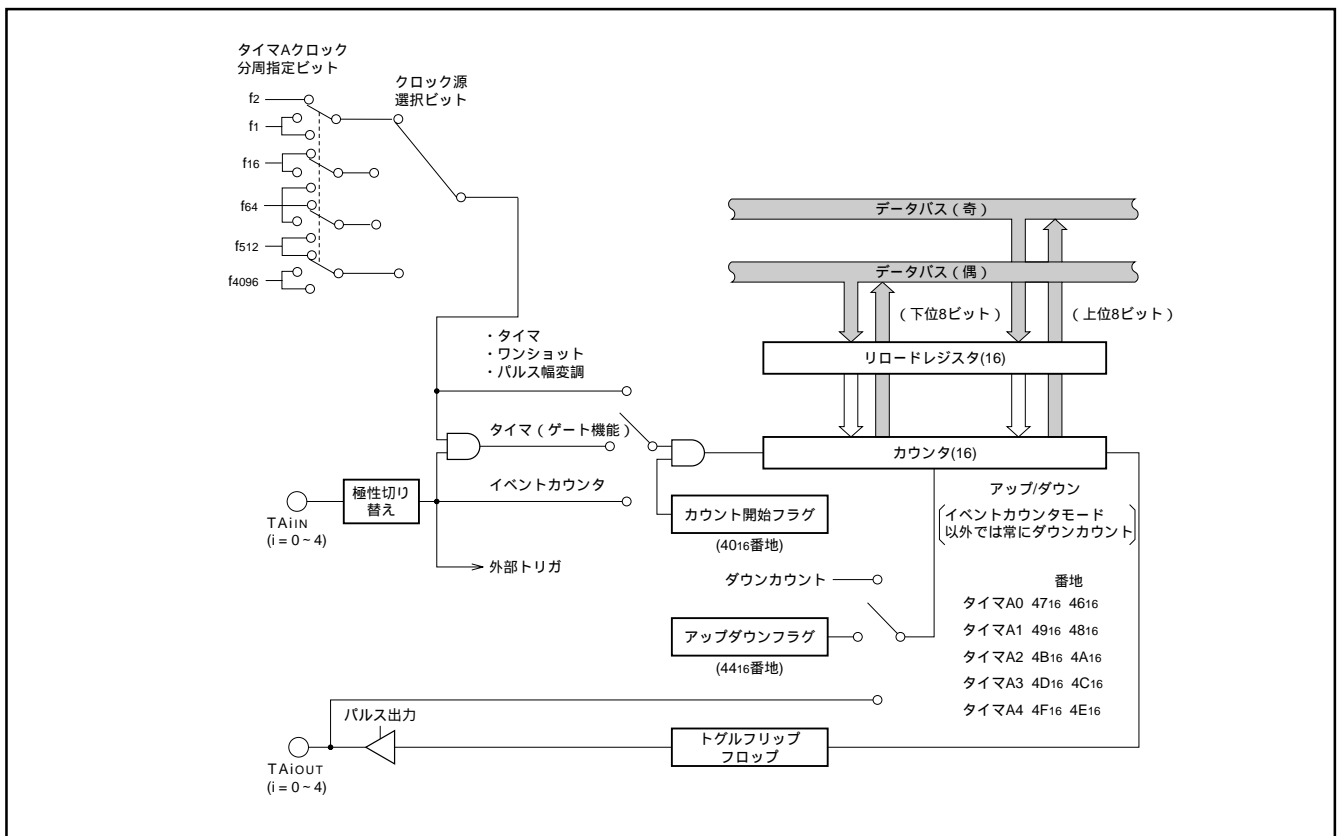 タイマAクロック
分周指定ビット
クロック源
選択ビット
f2
f1
f16
f64
f512
f4096
データバス（奇）
データバス（偶）
（下位8ビット）
（上位8ビット）
リロードレジスタ(16)
・タイマ
・ワンショット
・パルス幅変調
タイマ（ゲート機能）
カウンタ(16)
イベントカウンタ
極性切り
替え
TAiIN
(i = 0 ~ 4)
外部トリガ
カウント開始フラグ
(4016番地)
アップ/ダウン
イベントカウンタモード
以外では常にダウンカウント
ダウンカウント
アップダウンフラグ
(4416番地)
番地
タイマA0 4716 4616
タイマA1 4916 4816
タイマA2 4B16 4A16
タイマA3 4D16 4C16
タイマA4 4F16 4E16
パルス出力
トグルフリップ
フロップ
TAiOUT
(i = 0 ~ 4)